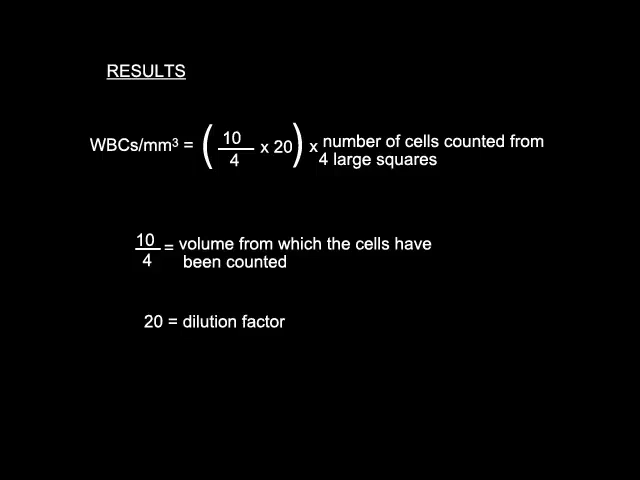 RESULTS
WBCs/mm³ = ( 10/4 x 20 ) x number of cells counted from
4 large squares
10/4 = volume from which the cells have
been counted
20 = dilution factor